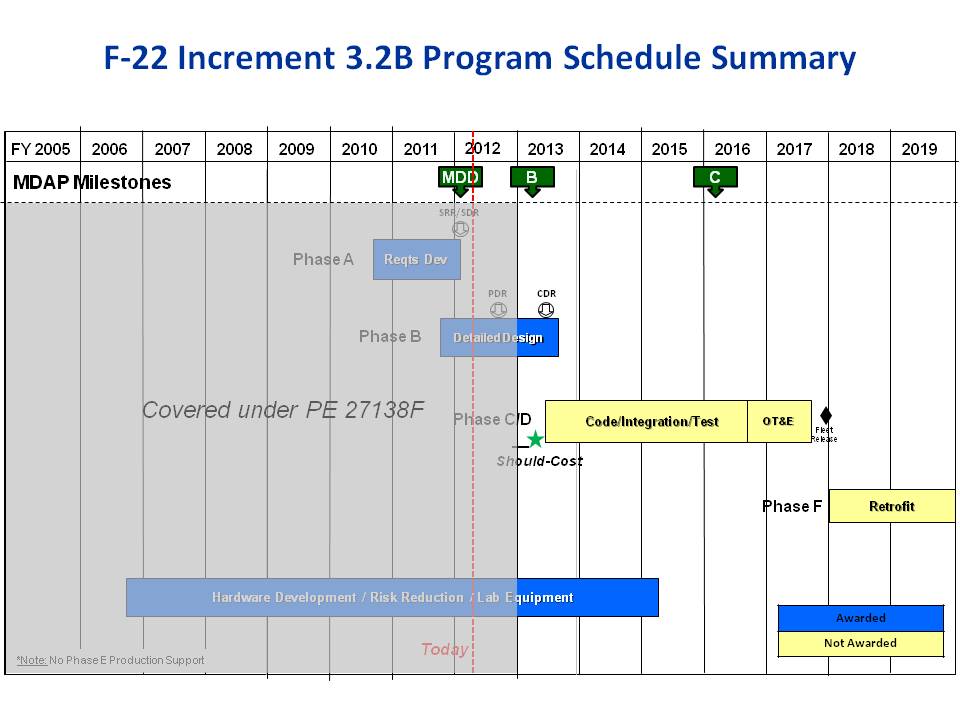 F-22 Increment 3.2B Program Schedule Summary
FY 2005 2006 2007 2008 2009 2010 2011 2012 2013 2014 2015 2016 2017 2018 2019
MDAP Milestones MDD B C
SRR/SDR
Phase A Reqts Dev
PDR CDR
Phase B Detailed Design
Covered under PE 27138F
Phase C/D Code/Integration/Test OT&E
Fleet
Release
Should-Cost
Phase F Retrofit
Hardware Development / Risk Reduction / Lab Equipment
Awarded
Not Awarded
Today
*Note: No Phase E Production Support